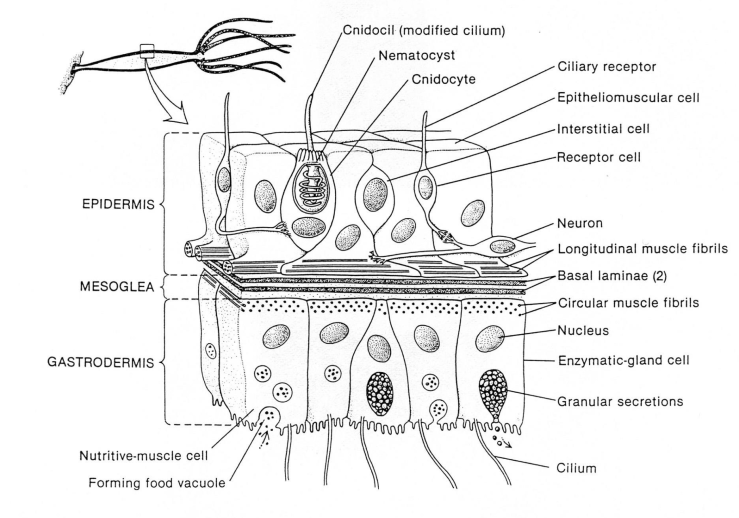 Cnidocil (modified cilium)
Nematocyst
Cnidocyte
Ciliary receptor
Epitheliomuscular cell
Interstitial cell
Receptor cell
EPIDERMIS
Neuron
Longitudinal muscle fibrils
Basal laminae (2)
MESOGLEA
Circular muscle fibrils
Nucleus
GASTRODERMIS
Enzymatic-gland cell
Granular secretions
Nutritive-muscle cell
Cilium
Forming food vacuole